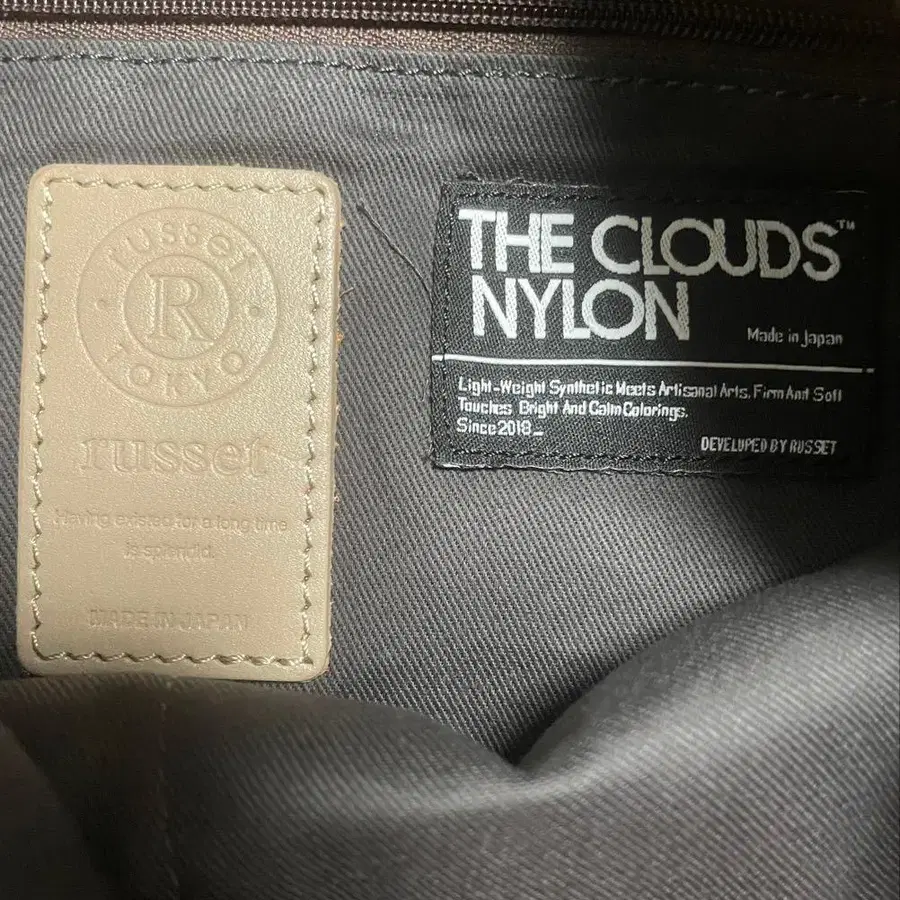 russet
R
TOKYO
russet
Having existed for a long time
is splendid.
MADE IN JAPAN
THE CLOUDS™
NYLON
Made in Japan
Light-Weight Synthetic Meets Artisanal Arts. Firm And Soft
Touches, Bright And Calm Colorings.
Since 2018_
DEVELOPED BY RUSSET